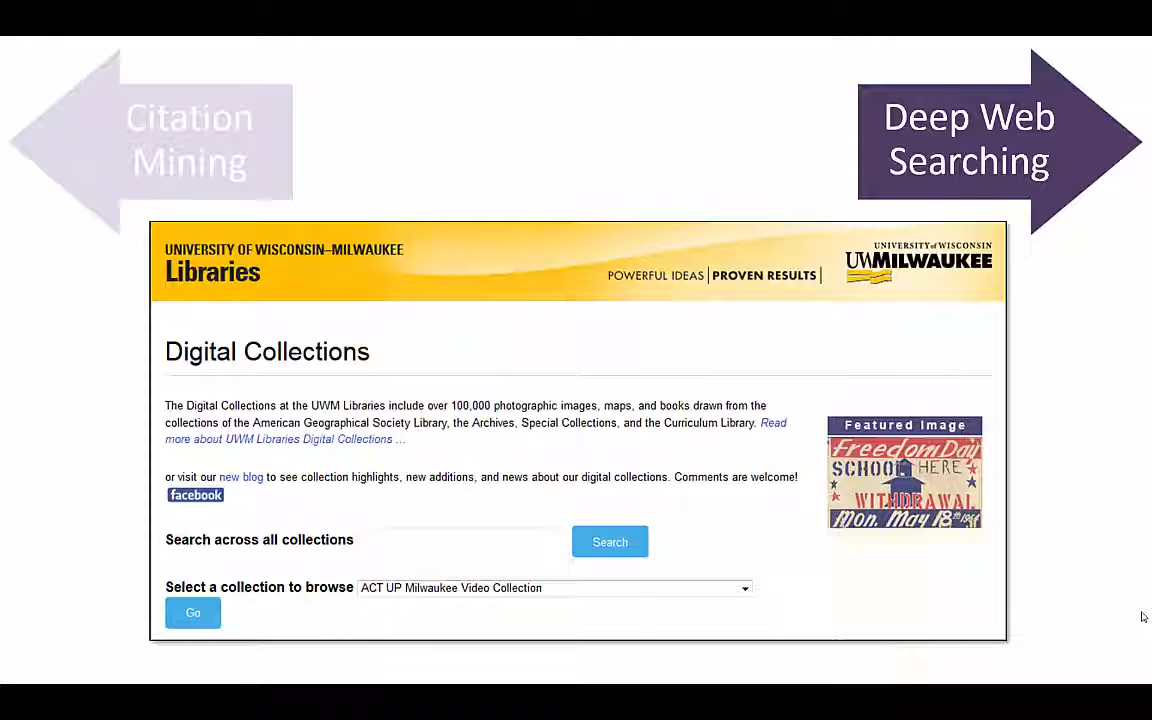 Citation
Mining
Deep Web
Searching
UNIVERSITY OF WISCONSIN–MILWAUKEE
Libraries
POWERFUL IDEAS | PROVEN RESULTS |
UNIVERSITY of WISCONSIN
UWMILWAUKEE
Digital Collections
The Digital Collections at the UWM Libraries include over 100,000 photographic images, maps, and books drawn from the
collections of the American Geographical Society Library, the Archives, Special Collections, and the Curriculum Library. Read
more about UWM Libraries Digital Collections ...
or visit our new blog to see collection highlights, new additions, and news about our digital collections. Comments are welcome!
facebook
Featured Image
Freedom Day
SCHOOL HERE
WITHDRAWAL
Mon. May 18th 1964
Search across all collections
Search
Select a collection to browse ACT UP Milwaukee Video Collection
Go